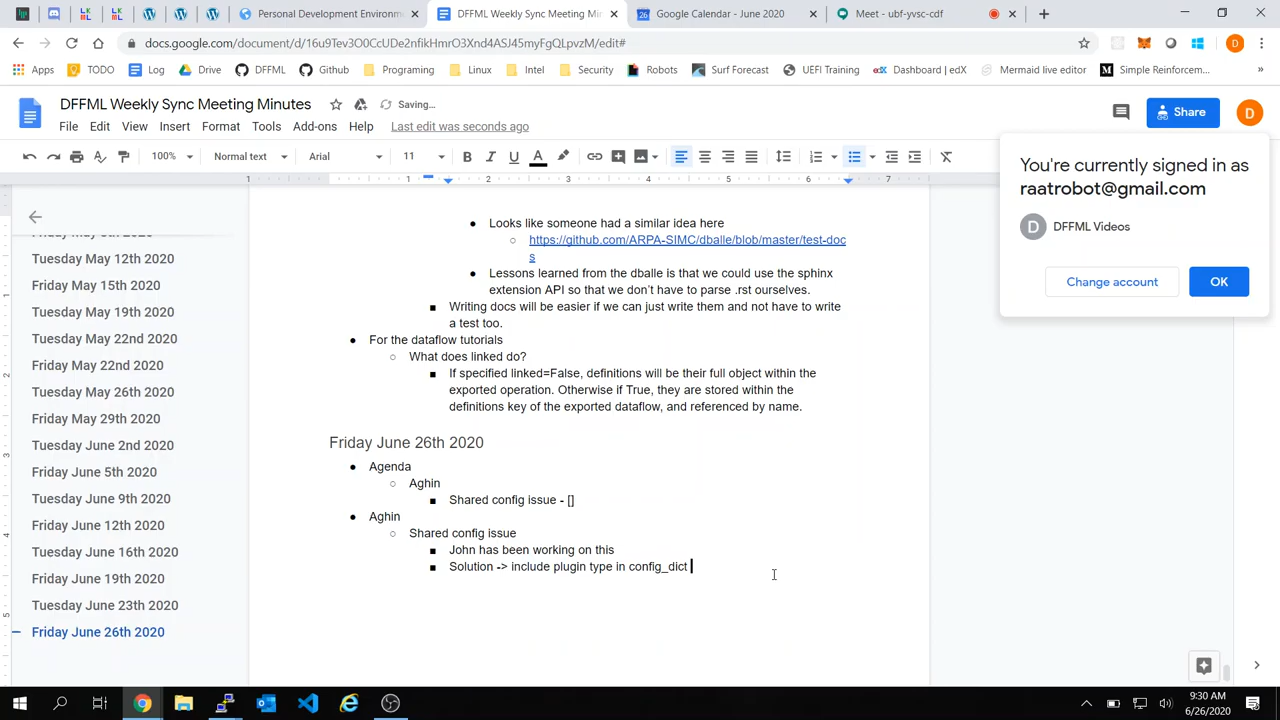 Personal Development Environmen
DFFML Weekly Sync Meeting Min
Google Calendar - June 2020
Meet - ubf-yvsc-cdf
docs.google.com/document/d/16u9Tev3O0CcUDe2nfikHmrO3Xnd4ASJ45myFgQLpvzM/edit#
Apps TODO Log Drive DFFML Github Programing Linux Intel Security Robots Surf Forecast UEFI Training Dashboard | edX Mermaid live editor Simple Reinforcem... »
DFFML Weekly Sync Meeting Minutes Saving...
File Edit View Insert Format Tools Add-ons Help Last edit was seconds ago
Share
D
100% Normal text Arial 11 B I U A
1 1 2 3 4 5 6 7
You're currently signed in as
raatrobot@gmail.com
D DFFML Videos
Change account OK
Tuesday May 12th 2020
Friday May 15th 2020
Tuesday May 19th 2020
Tuesday May 22nd 2020
Friday May 22nd 2020
Tuesday May 26th 2020
Friday May 29th 2020
Tuesday June 2nd 2020
Friday June 5th 2020
Tuesday June 9th 2020
Friday June 12th 2020
Tuesday June 16th 2020
Friday June 19th 2020
Tuesday June 23th 2020
Friday June 26th 2020
● Looks like someone had a similar idea here
○ https://github.com/ARPA-SIMC/dballe/blob/master/test-doc
s
● Lessons learned from the dballe is that we could use the sphinx
extension API so that we don't have to parse .rst ourselves.
■ Writing docs will be easier if we can just write them and not have to write
a test too.
● For the dataflow tutorials
○ What does linked do?
■ If specified linked=False, definitions will be their full object within the
exported operation. Otherwise if True, they are stored within the
definitions key of the exported dataflow, and referenced by name.
Friday June 26th 2020
● Agenda
○ Aghin
■ Shared config issue - []
● Aghin
○ Shared config issue
■ John has been working on this
■ Solution -> include plugin type in config_dict
9:30 AM
6/26/2020